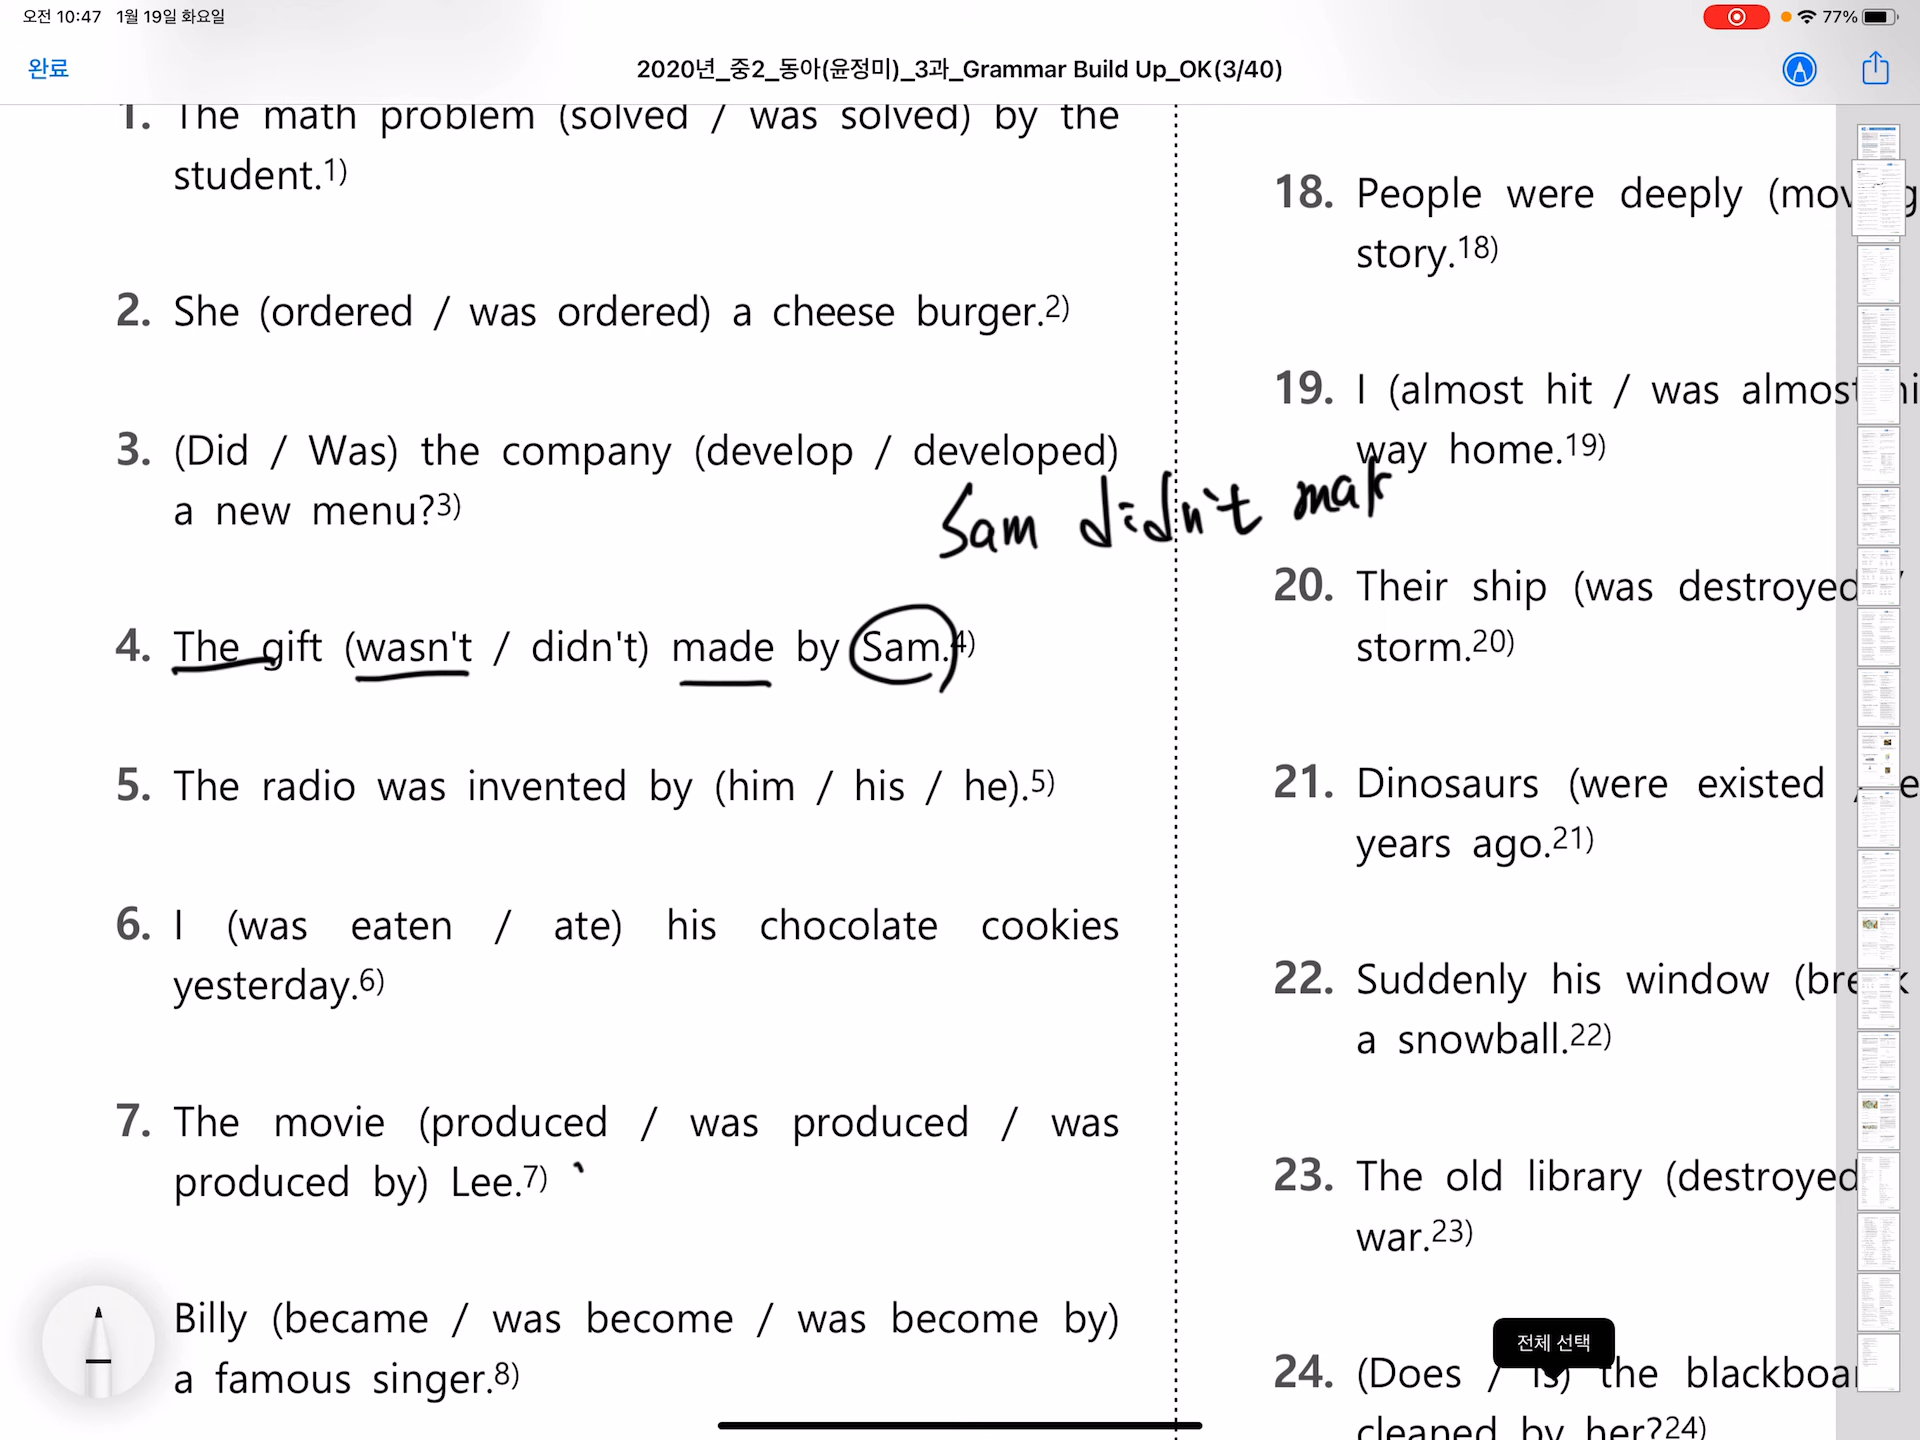 오전 10:47 1월 19일 화요일
77%
완료
2020년_중2_동아(윤정미)_3과_Grammar Build Up_OK(3/40)
1. The math problem (solved / was solved) by the
student.1)
2. She (ordered / was ordered) a cheese burger.2)
3. (Did / Was) the company (develop / developed)
a new menu?3)
Sam didn't mak
4. The gift (wasn't / didn't) made by Sam.4)
5. The radio was invented by (him / his / he).5)
6. I (was eaten / ate) his chocolate cookies
yesterday.6)
7. The movie (produced / was produced / was
produced by) Lee.7)
Billy (became / was become / was become by)
a famous singer.8)
18. People were deeply (mov
story.18)
19. I (almost hit / was almost
way home.19)
20. Their ship (was destroyed
storm.20)
21. Dinosaurs (were existed
years ago.21)
22. Suddenly his window (bre
a snowball.22)
23. The old library (destroyed
war.23)
전체 선택
24. (Does / is) the blackboa
cleaned by her?24)